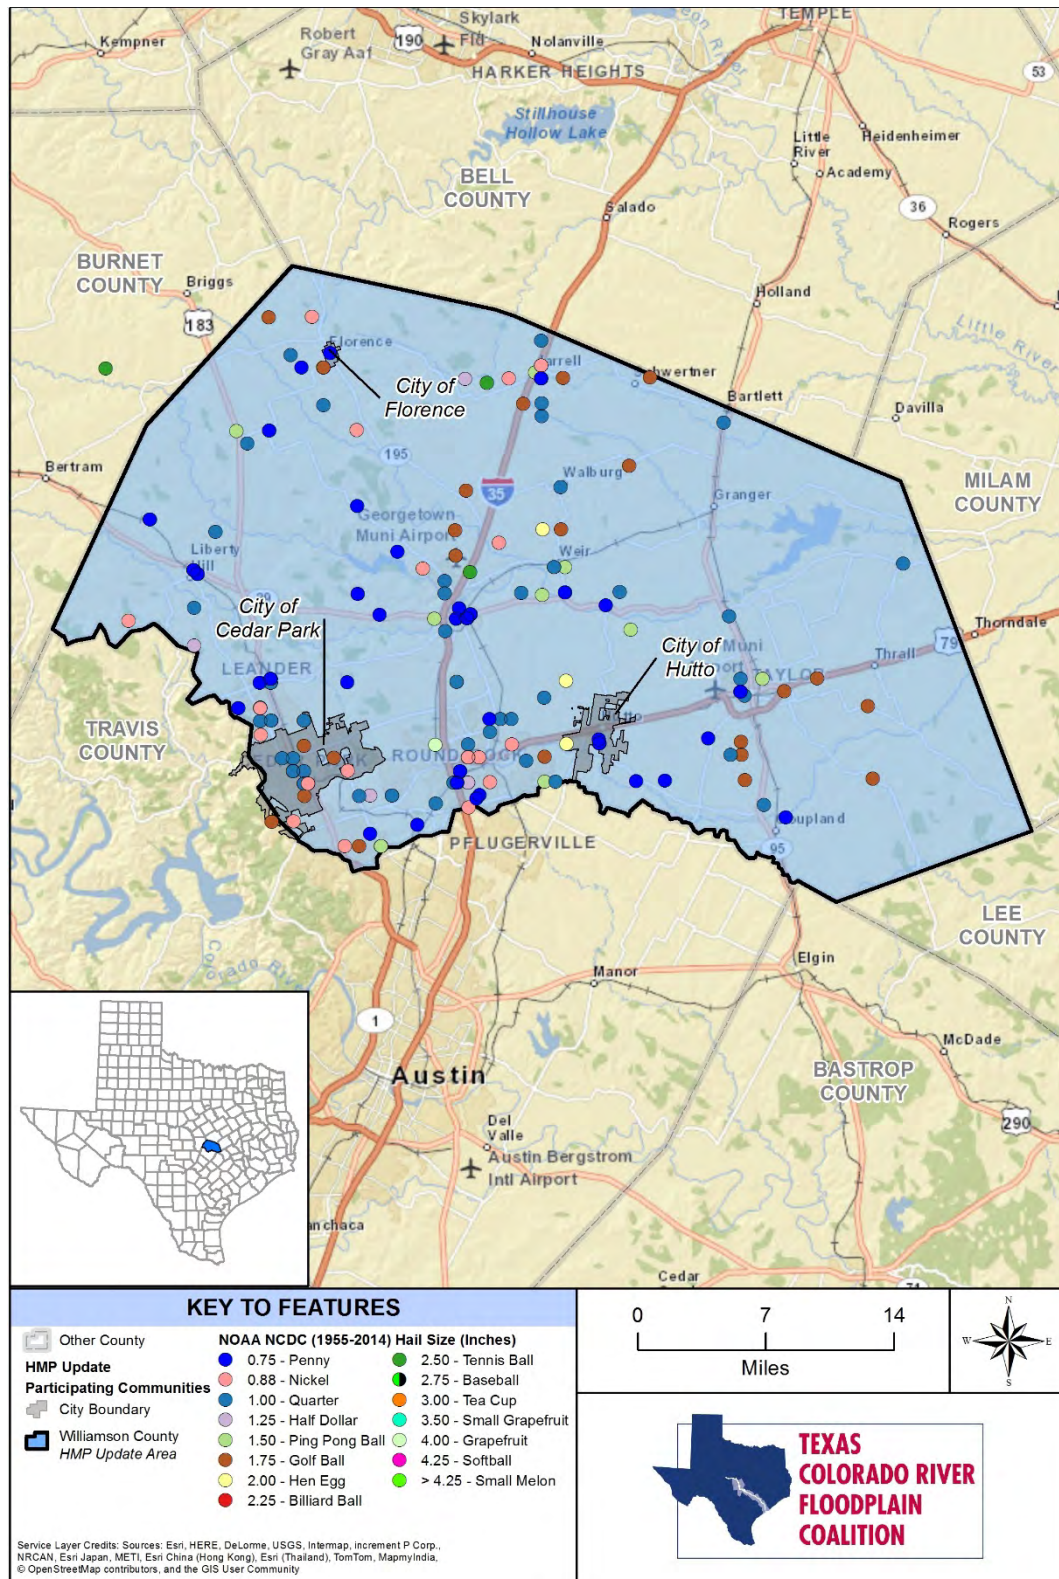 Kempner
Robert
Gray Aaf
190
Skylark
Fld
Nolanville
HARKER HEIGHTS
TEMPLE
53
Stillhouse
Hollow Lake
Little
River
Heidenheimer
Academy
BELL
COUNTY
Salado
36
Rogers
BURNET
COUNTY
Briggs
183
Holland
Little River
Florence
City of
Florence
Schwertner
Bartlett
Davilla
Bertram
195
Walburg
35
Granger
MILAM
COUNTY
Georgetown
Muni Airport
Liberty
Hill
Weir
29
City of
Cedar Park
City of
Hutto
Thorndale
79
Thrall
Muni
TAYLOR
LEANDER
TRAVIS
COUNTY
Coupland
95
PFLUGERVILLE
LEE
COUNTY
Elgin
Manor
Colorado River
1
McDade
Austin
BASTROP
COUNTY
290
Del
Valle
Austin Bergstrom
Intl Airport
Cedar
KEY TO FEATURES
Other County
HMP Update
Participating Communities
City Boundary
Williamson County
HMP Update Area
NOAA NCDC (1955-2014) Hail Size (Inches)
0.75 - Penny
0.88 - Nickel
1.00 - Quarter
1.25 - Half Dollar
1.50 - Ping Pong Ball
1.75 - Golf Ball
2.00 - Hen Egg
2.25 - Billiard Ball
2.50 - Tennis Ball
2.75 - Baseball
3.00 - Tea Cup
3.50 - Small Grapefruit
4.00 - Grapefruit
4.25 - Softball
> 4.25 - Small Melon
Service Layer Credits: Sources: Esri, HERE, DeLorme, USGS, Intermap, increment P Corp.,
NRCAN, Esri Japan, METI, Esri China (Hong Kong), Esri (Thailand), TomTom, MapmyIndia,
© OpenStreetMap contributors, and the GIS User Community
0 7 14
Miles
N
W E
S
TEXAS
COLORADO RIVER
FLOODPLAIN
COALITION